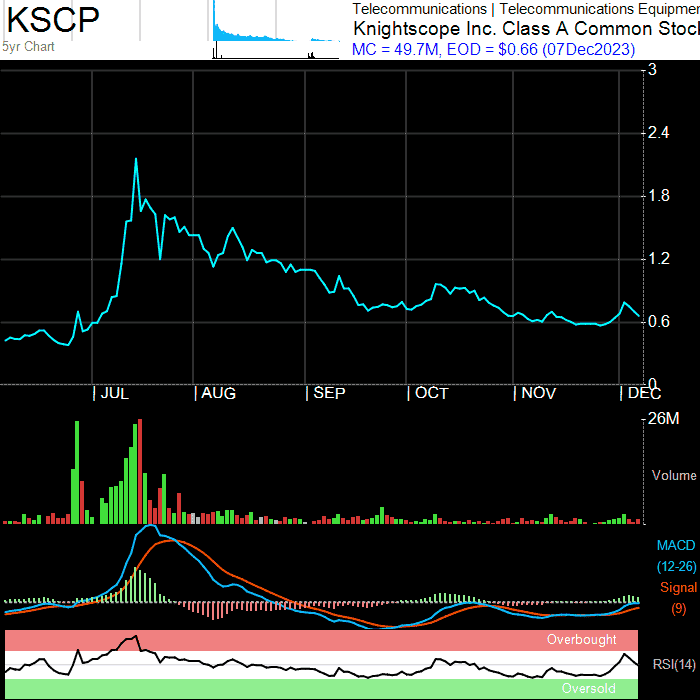 KSCP
5yr Chart
Telecommunications | Telecommunications Equipmen
Knightscope Inc. Class A Common Stoc
MC = 49.7M, EOD = $0.66 (07Dec2023)
3
2.4
1.8
1.2
0.6
0
| JUL | AUG | SEP | OCT | NOV | DEC
26M
Volume
MACD
(12-26)
Signal
(9)
Overbought
RSI(14)
Oversold